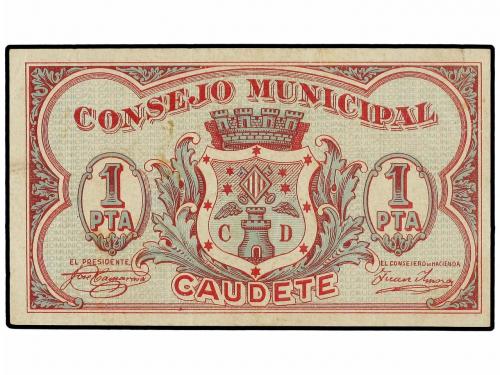 CONSEJO MUNICIPAL
1 PTA
1 PTA
C D
EL PRESIDENTE
EL CONSEJERO DE HACIENDA
CAUDETE